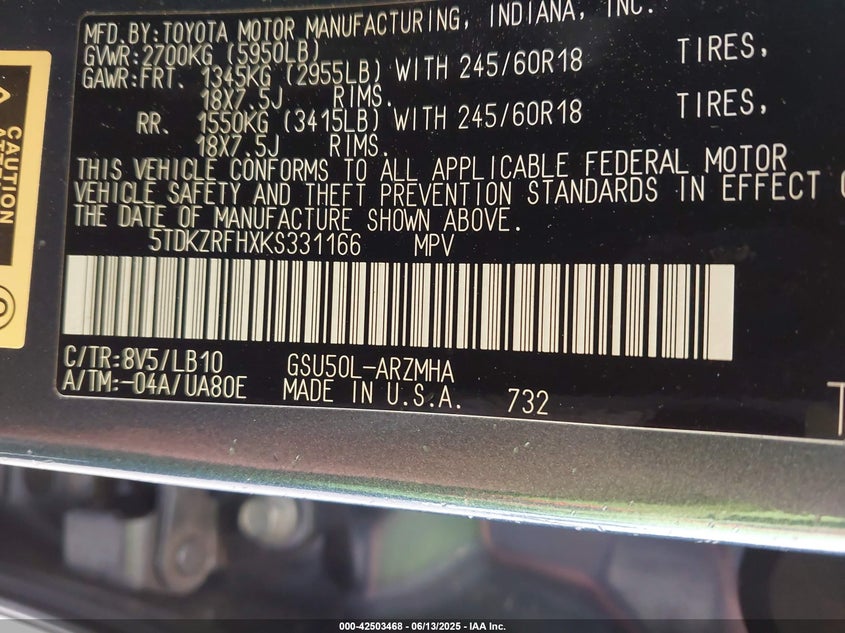 MFD.BY:TOYOTA MOTOR MANUFACTURING, INDIANA, INC.
GVWR:2700KG (5950LB)
GAWR:FRT. 1345KG (2955LB) WITH 245/60R18 TIRES,
18X7.5J RIMS.
RR. 1550KG (3415LB) WITH 245/60R18 TIRES,
18X7.5J RIMS.
THIS VEHICLE CONFORMS TO ALL APPLICABLE FEDERAL MOTOR
VEHICLE SAFETY AND THEFT PREVENTION STANDARDS IN EFFECT
THE DATE OF MANUFACTURE SHOWN ABOVE.
5TDKZRFHXKS331166 MPV
C/TR:8V5/LB10 GSU50L-ARZMHA
A/TM:-04A/UA80E MADE IN U.S.A. 732
CAUTION
000-42503468 - 06/13/2025 - IAA Inc.